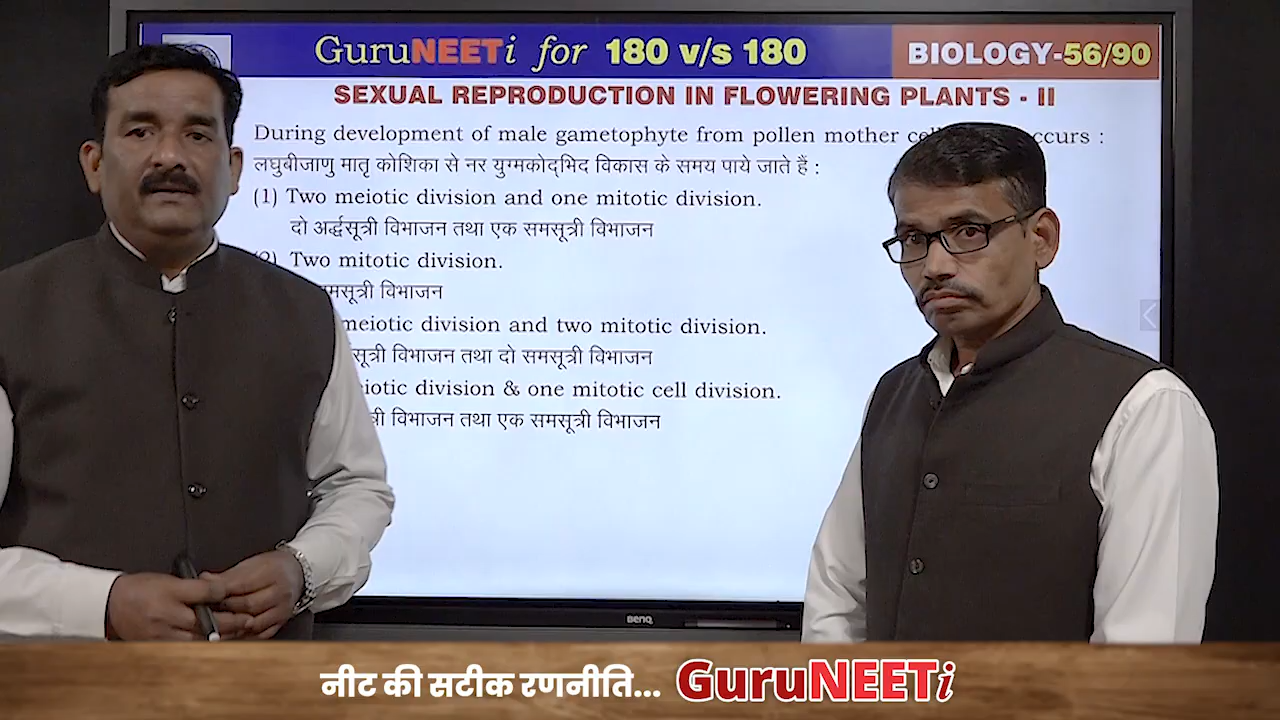 GuruNEETi for 180 v/s 180
BIOLOGY-56/90
SEXUAL REPRODUCTION IN FLOWERING PLANTS - II
During development of male gametophyte from pollen mother occurs :
लघुबीजाणु मातृ कोशिका से नर युग्मकोद्भिद विकास के समय पाये जाते हैं :
(1) Two meiotic division and one mitotic division.
दो अर्द्धसूत्री विभाजन तथा एक समसूत्री विभाजन
Two mitotic division.
विभाजन
meiotic division and two mitotic division.
विभाजन तथा दो समसूत्री विभाजन
division & one mitotic cell division.
विभाजन तथा एक समसूत्री विभाजन
BenQ
नीट की सटीक रणनीति... GuruNEETi